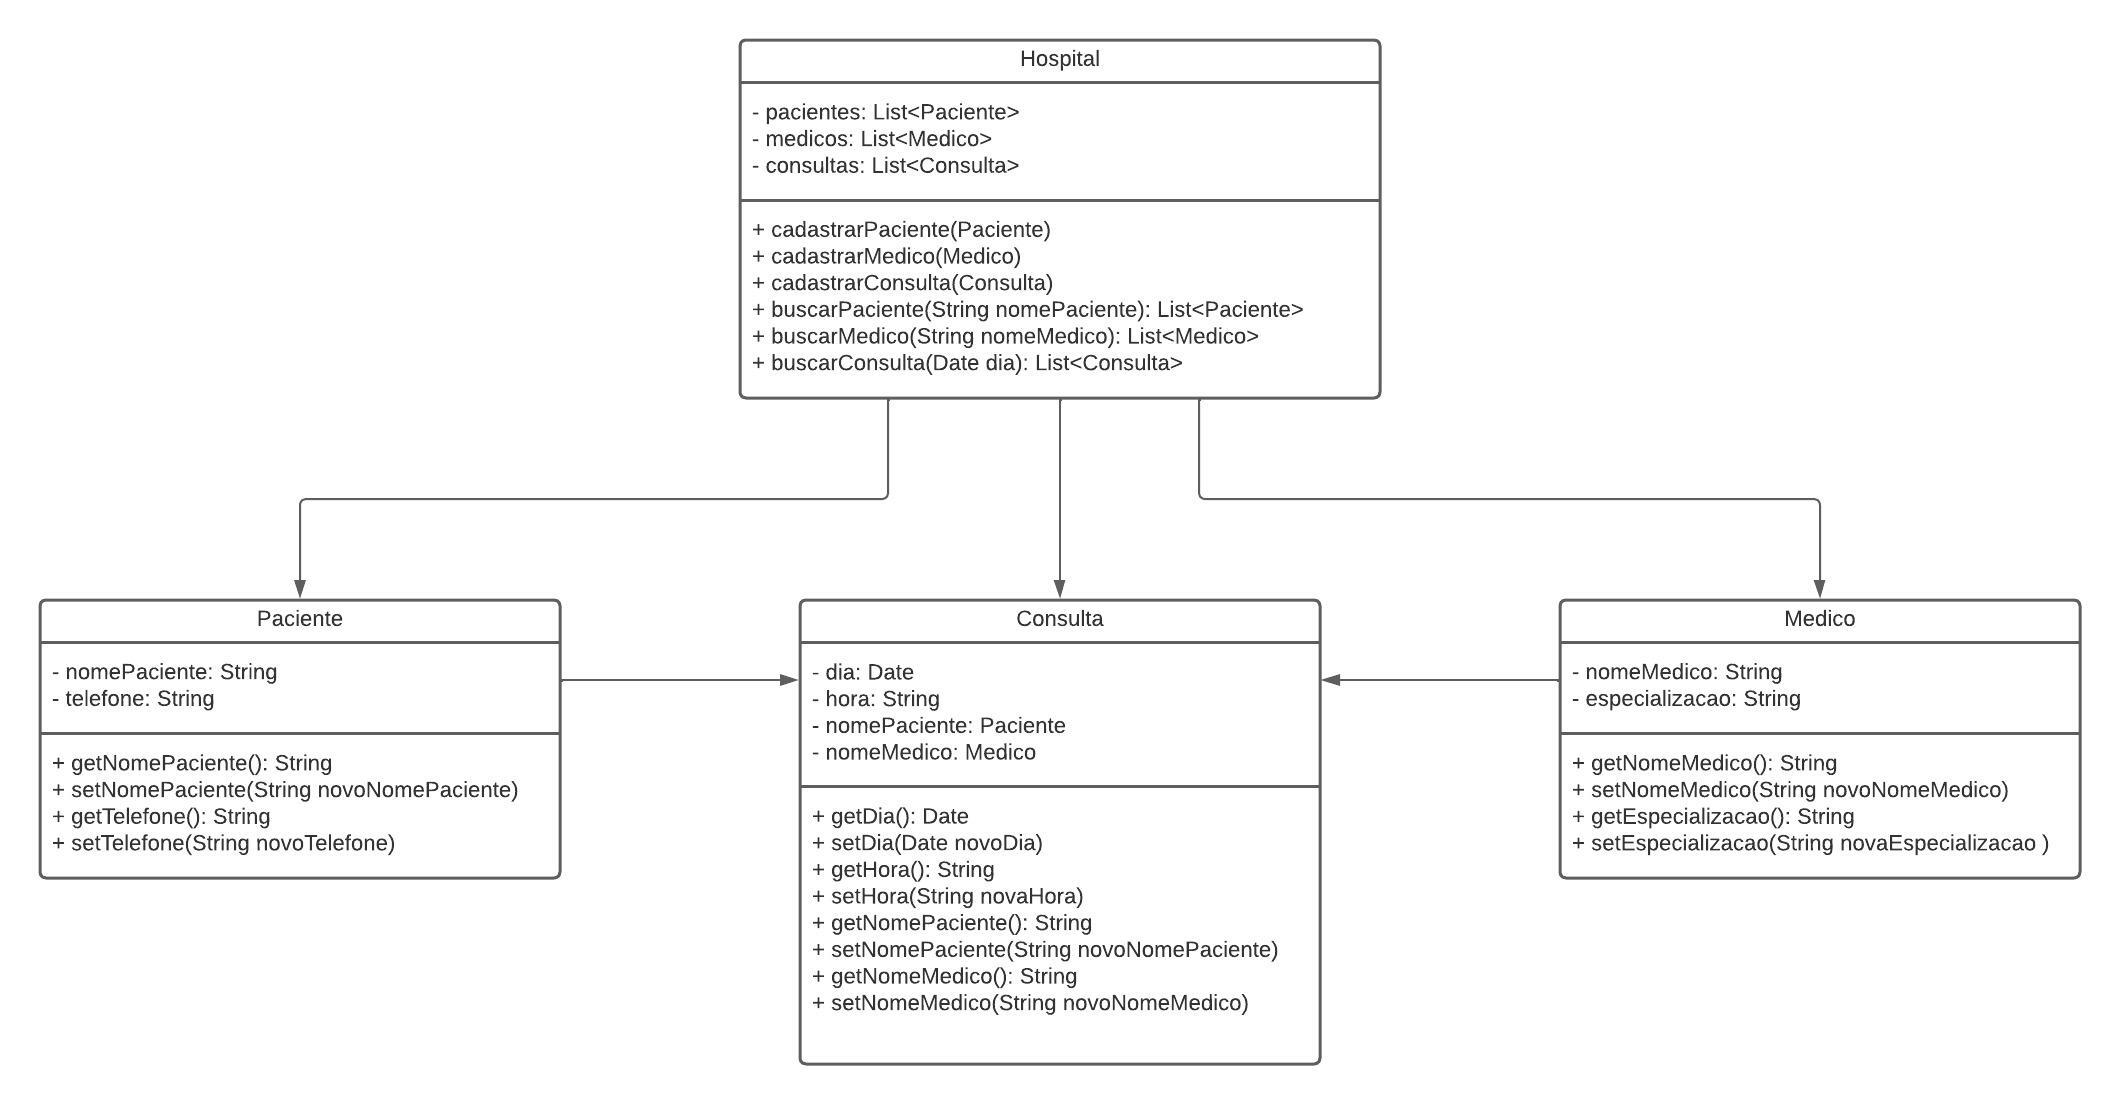 Hospital
- pacientes: List<Paciente>
- medicos: List<Medico>
- consultas: List<Consulta>
+ cadastrarPaciente(Paciente)
+ cadastrarMedico(Medico)
+ cadastrarConsulta(Consulta)
+ buscarPaciente(String nomePaciente): List<Paciente>
+ buscarMedico(String nomeMedico): List<Medico>
+ buscarConsulta(Date dia): List<Consulta>
Paciente
- nomePaciente: String
- telefone: String
+ getNomePaciente(): String
+ setNomePaciente(String novoNomePaciente)
+ getTelefone(): String
+ setTelefone(String novoTelefone)
Consulta
- dia: Date
- hora: String
- nomePaciente: Paciente
- nomeMedico: Medico
+ getDia(): Date
+ setDia(Date novoDia)
+ getHora(): String
+ setHora(String novaHora)
+ getNomePaciente(): String
+ setNomePaciente(String novoNomePaciente)
+ getNomeMedico(): String
+ setNomeMedico(String novoNomeMedico)
Medico
- nomeMedico: String
- especializacao: String
+ getNomeMedico(): String
+ setNomeMedico(String novoNomeMedico)
+ getEspecializacao(): String
+ setEspecializacao(String novaEspecializacao )